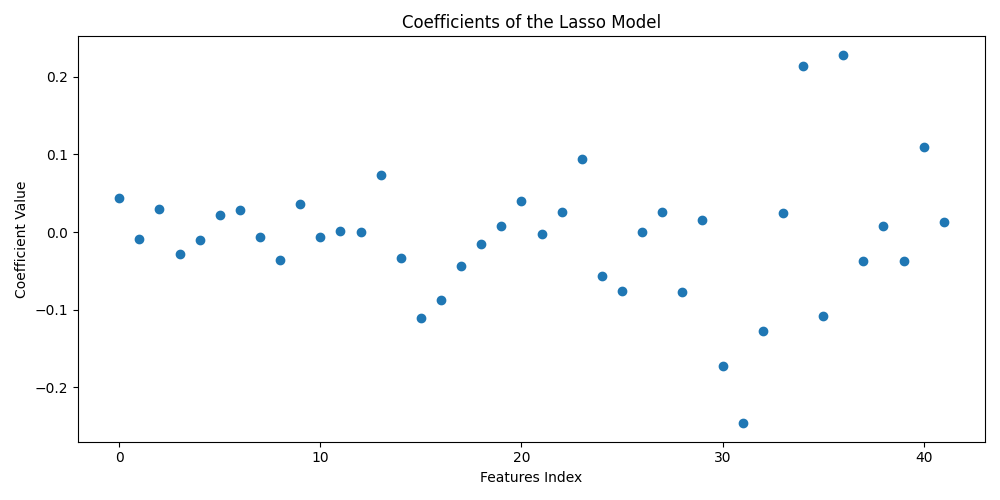 Coefficients of the Lasso Model
0.2
0.1
0.0
−0.1
−0.2
Coefficient Value
0 10 20 30 40
Features Index